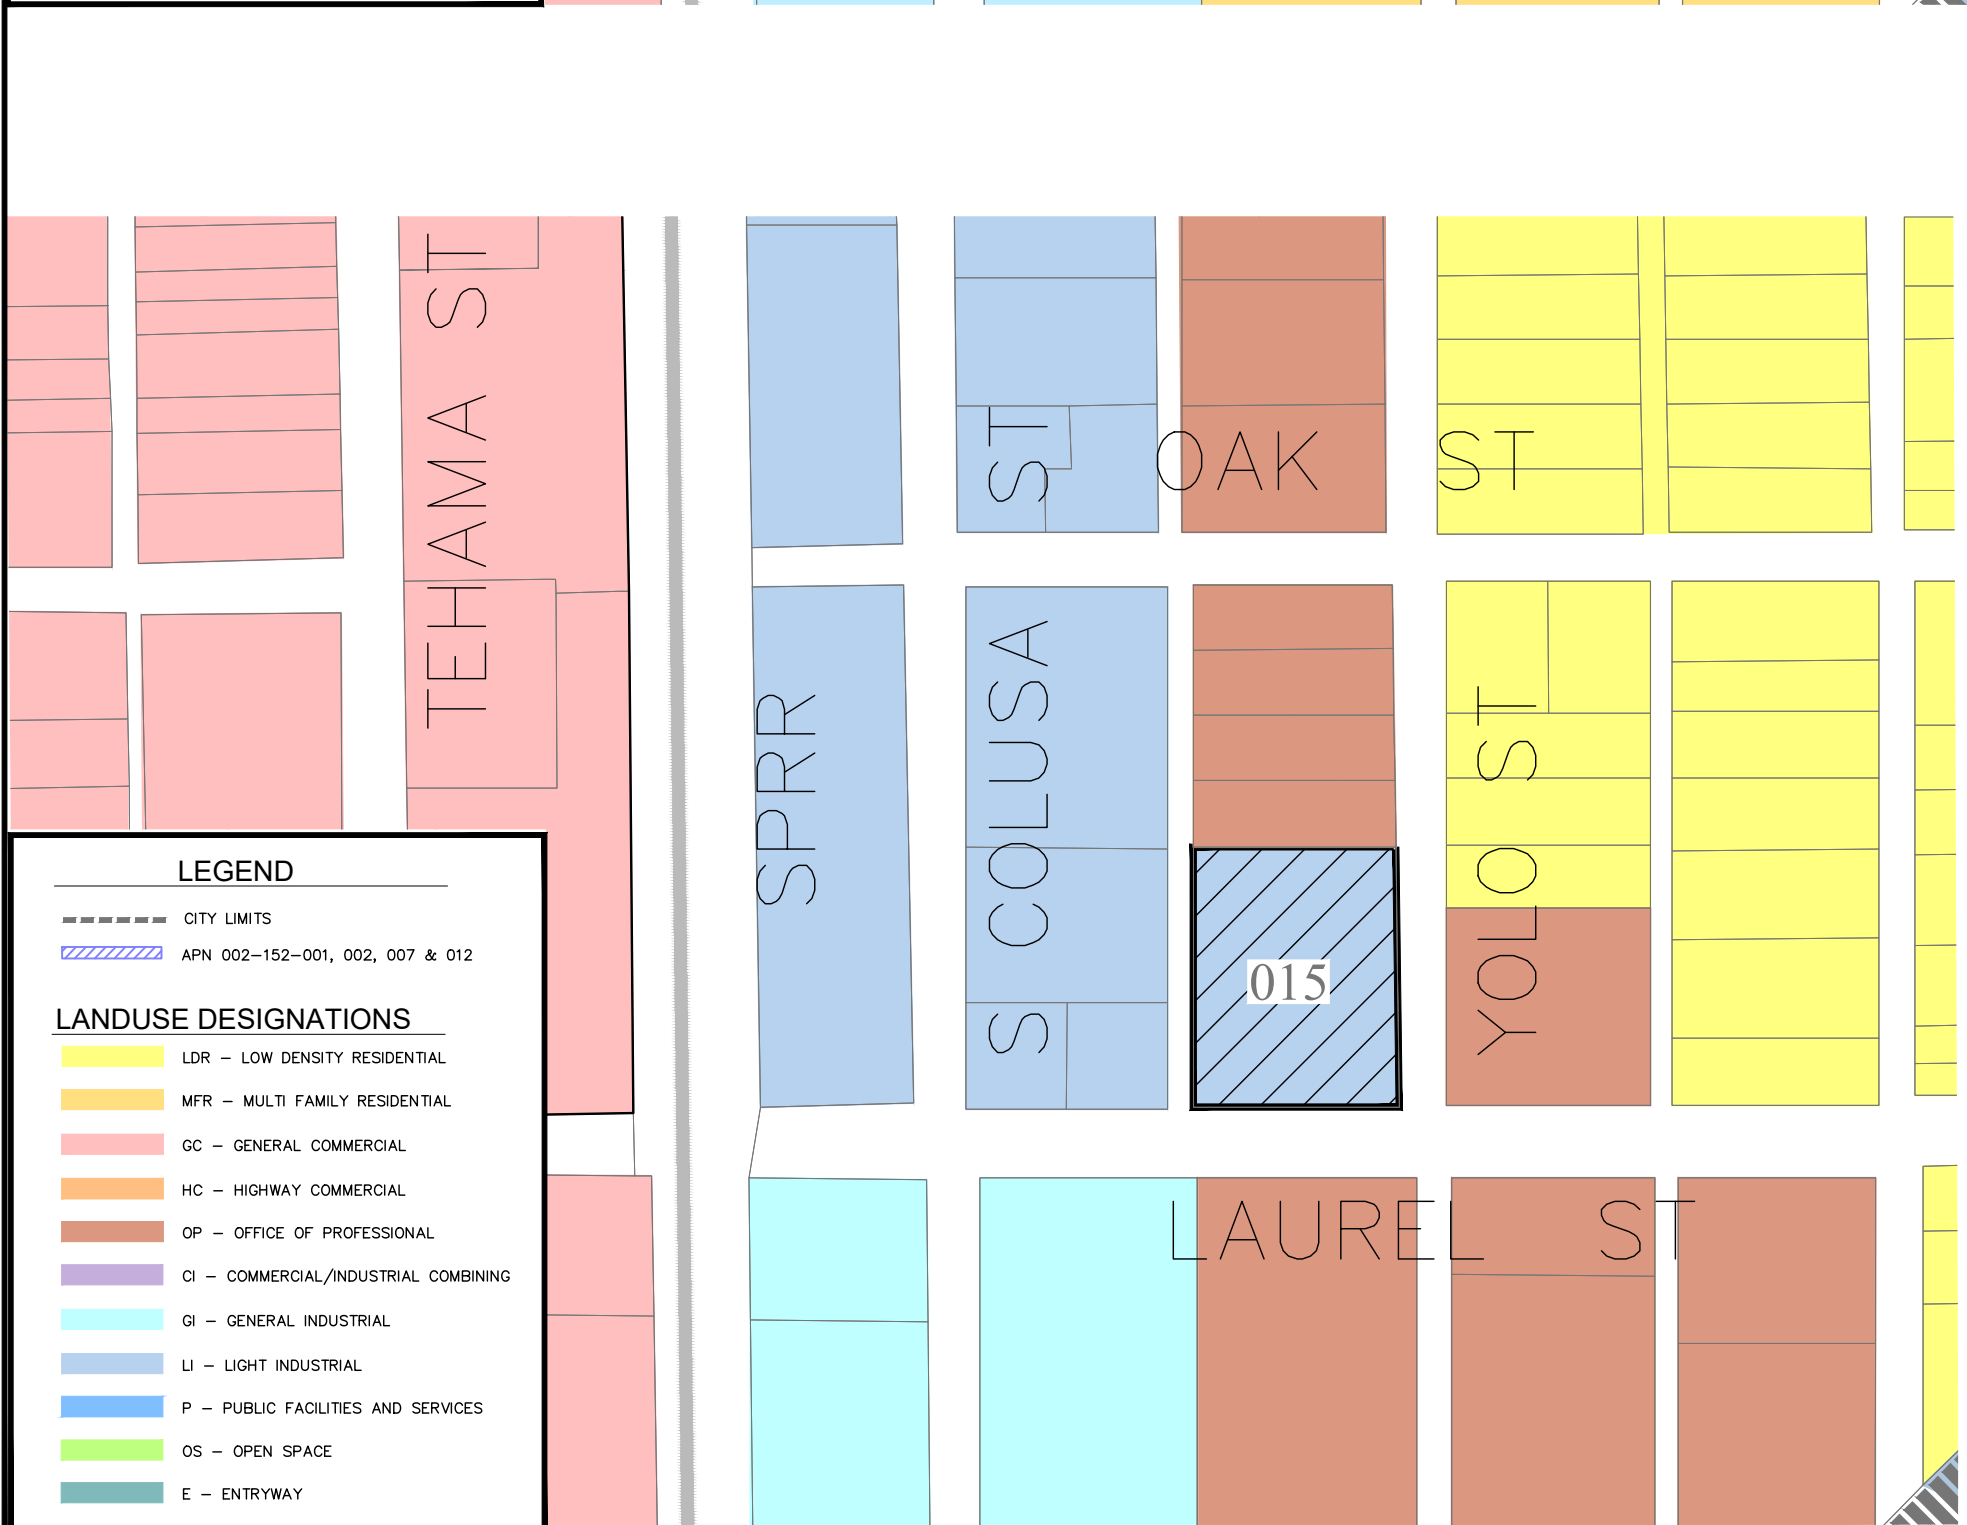 TEHAMA ST
SPRR
S COLUSA ST
OAK ST
YOLO ST
015
LAUREL ST
LEGEND
CITY LIMITS
APN 002-152-001, 002, 007 & 012
LANDUSE DESIGNATIONS
LDR - LOW DENSITY RESIDENTIAL
MFR - MULTI FAMILY RESIDENTIAL
GC - GENERAL COMMERCIAL
HC - HIGHWAY COMMERCIAL
OP - OFFICE OF PROFESSIONAL
CI - COMMERCIAL/INDUSTRIAL COMBINING
GI - GENERAL INDUSTRIAL
LI - LIGHT INDUSTRIAL
P - PUBLIC FACILITIES AND SERVICES
OS - OPEN SPACE
E - ENTRYWAY